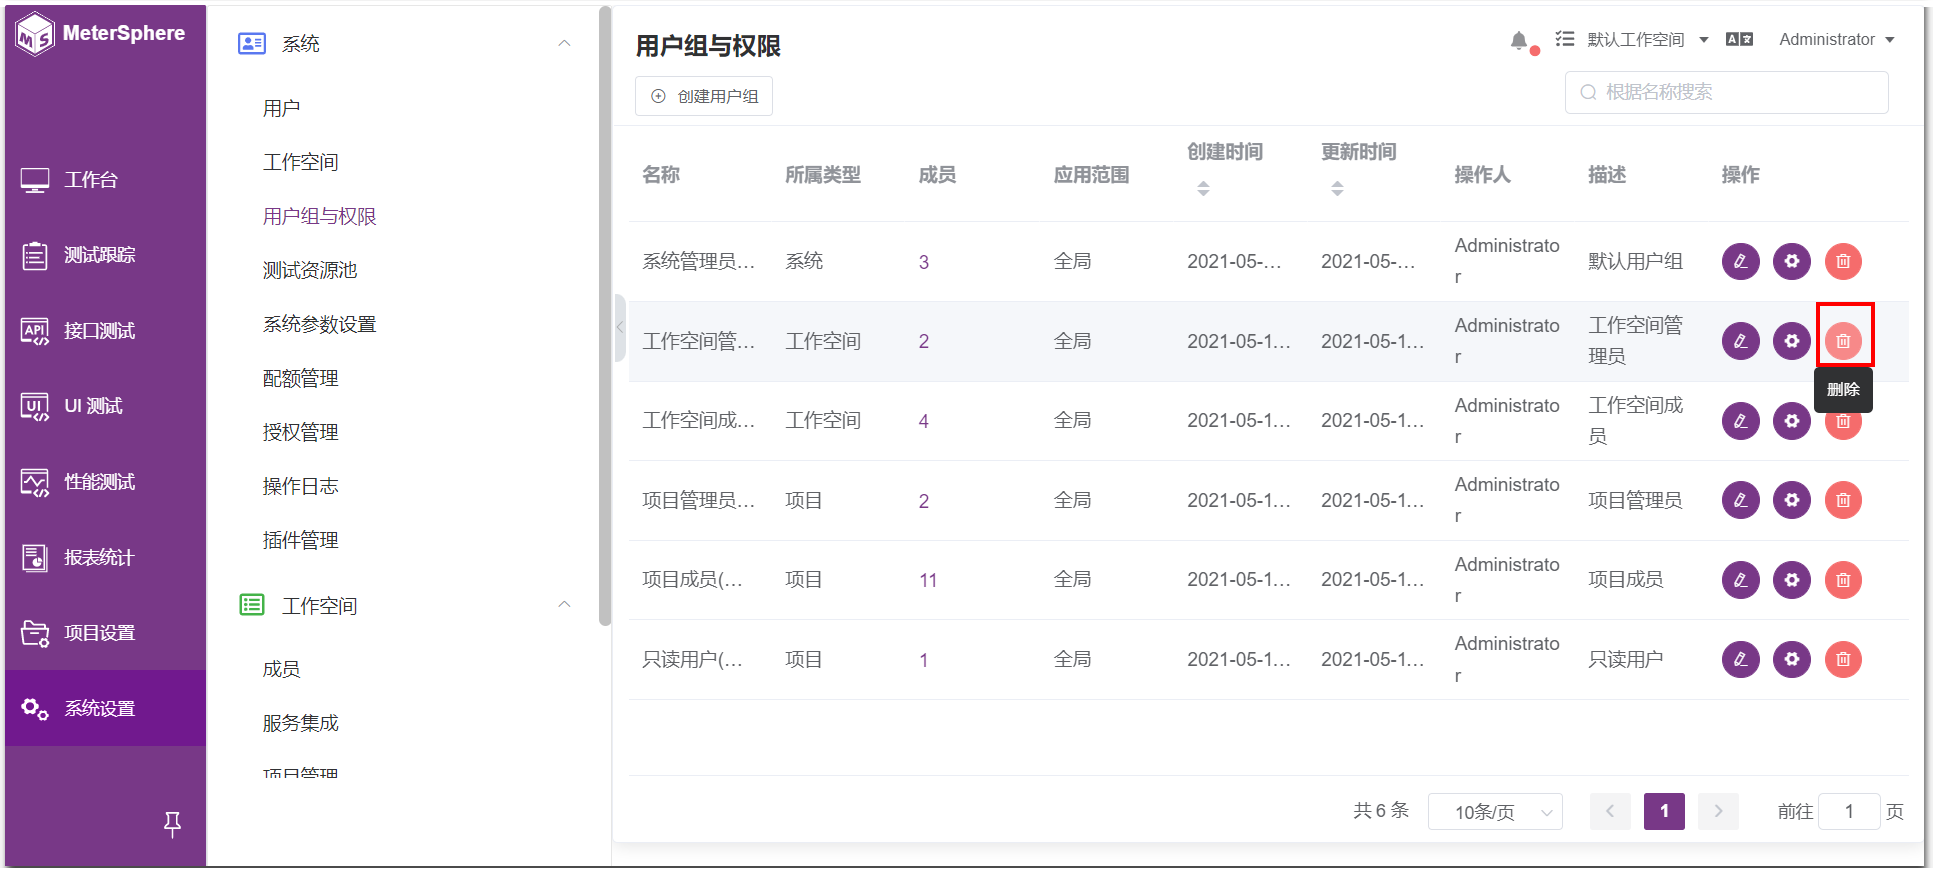 MeterSphere
工作台
测试跟踪
接口测试
UI 测试
性能测试
报表统计
项目设置
系统设置
系统
用户
工作空间
用户组与权限
测试资源池
系统参数设置
配额管理
授权管理
操作日志
插件管理
工作空间
成员
服务集成
项目管理
用户组与权限
默认工作空间
Administrator
创建用户组
根据名称搜索
名称 所属类型 成员 应用范围 创建时间 更新时间 操作人 描述 操作
系统管理员... 系统 3 全局 2021-05-... 2021-05-... Administrato
r 默认用户组
工作空间管... 工作空间 2 全局 2021-05-1... 2021-05-1... Administrato
r 工作空间管
理员
删除
工作空间成... 工作空间 4 全局 2021-05-1... 2021-05-1... Administrato
r 工作空间成
员
项目管理员... 项目 2 全局 2021-05-1... 2021-05-1... Administrato
r 项目管理员
项目成员(... 项目 11 全局 2021-05-1... 2021-05-1... Administrato
r 项目成员
只读用户(... 项目 1 全局 2021-05-1... 2021-05-1... Administrato
r 只读用户
共 6 条 10条/页 1 前往 1 页